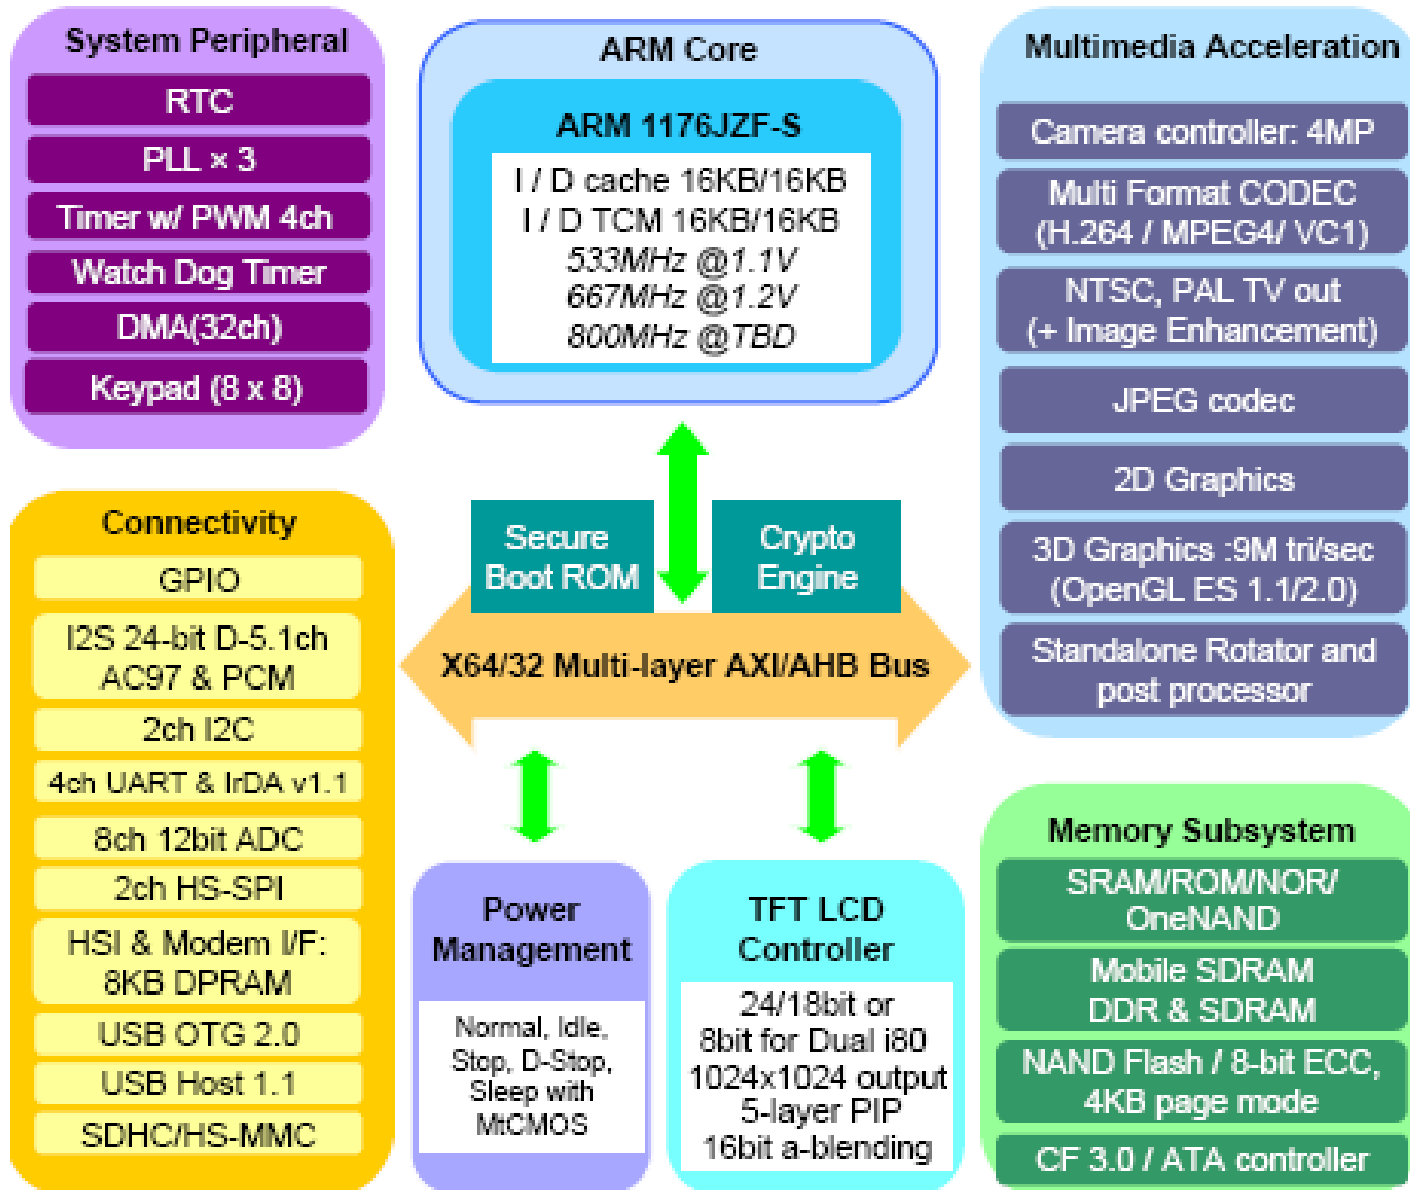 System Peripheral
RTC
PLL × 3
Timer w/ PWM 4ch
Watch Dog Timer
DMA(32ch)
Keypad (8 x 8)
ARM Core
ARM 1176JZF-S
I / D cache 16KB/16KB
I / D TCM 16KB/16KB
533MHz @1.1V
667MHz @1.2V
800MHz @TBD
Multimedia Acceleration
Camera controller: 4MP
Multi Format CODEC
(H.264 / MPEG4/ VC1)
NTSC, PAL TV out
(+ Image Enhancement)
JPEG codec
2D Graphics
3D Graphics :9M tri/sec
(OpenGL ES 1.1/2.0)
Standalone Rotator and
post processor
Connectivity
GPIO
I2S 24-bit D-5.1ch
AC97 & PCM
2ch I2C
4ch UART & IrDA v1.1
8ch 12bit ADC
2ch HS-SPI
HSI & Modem I/F:
8KB DPRAM
USB OTG 2.0
USB Host 1.1
SDHC/HS-MMC
Secure
Boot ROM
Crypto
Engine
X64/32 Multi-layer AXI/AHB Bus
Power
Management
Normal, Idle,
Stop, D-Stop,
Sleep with
MtCMOS
TFT LCD
Controller
24/18bit or
8bit for Dual i80
1024x1024 output
5-layer PIP
16bit a-blending
Memory Subsystem
SRAM/ROM/NOR/
OneNAND
Mobile SDRAM
DDR & SDRAM
NAND Flash / 8-bit ECC,
4KB page mode
CF 3.0 / ATA controller